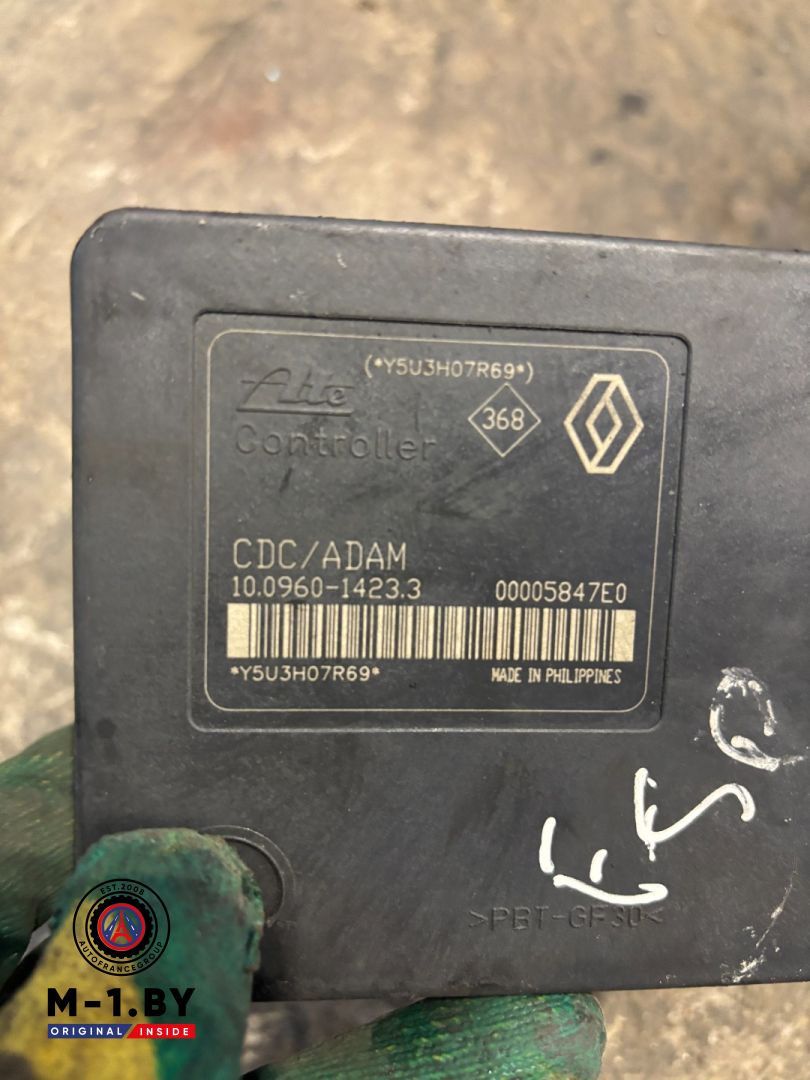 (*Y5U3H07R69*)
Ate
368
Controller
CDC/ADAM
10.0960-1423.3 00005847E0
*Y5U3H07R69* MADE IN PHILIPPINES
ESP
>PBT-GF30<
EST.2008
AUTOFRANCEGROUP
M-1.BY
ORIGINAL INSIDE